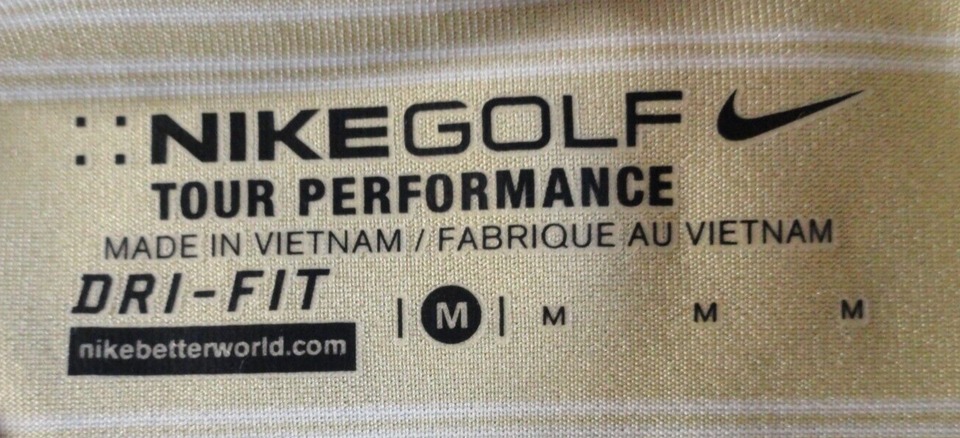 NIKEGOLF
TOUR PERFORMANCE
MADE IN VIETNAM / FABRIQUE AU VIETNAM
DRI-FIT
| M | M M M
nikebetterworld.com